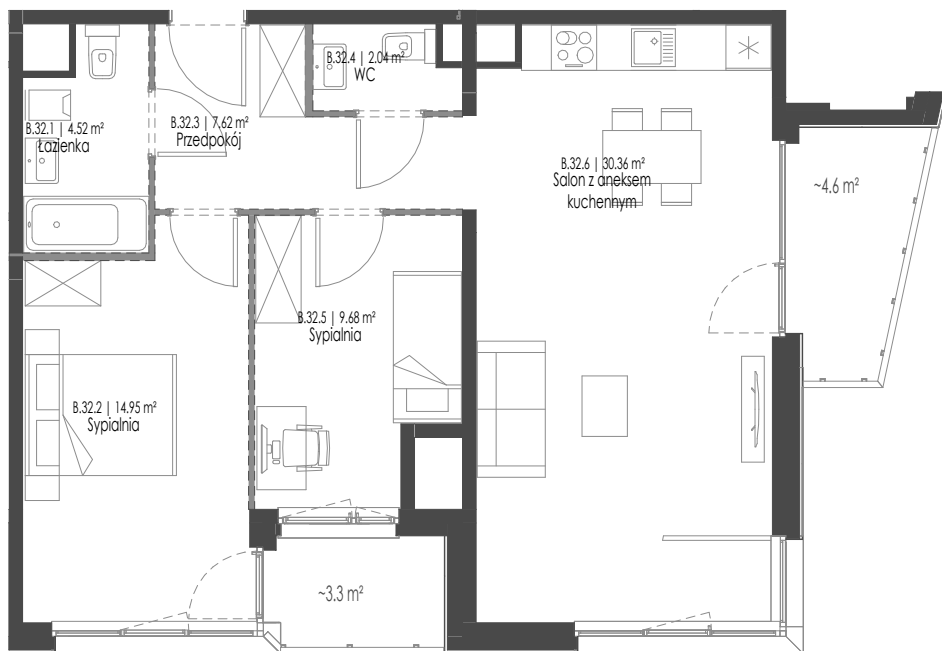 B.32.4 | 2.04 m²
WC
B.32.1 | 4.52 m²
Łazienka
B.32.3 | 7.62 m²
Przedpokój
B.32.6 | 30.36 m²
Salon z aneksem
kuchennym
~4.6 m²
B.32.5 | 9.68 m²
Sypialnia
B.32.2 | 14.95 m²
Sypialnia
~3.3 m²